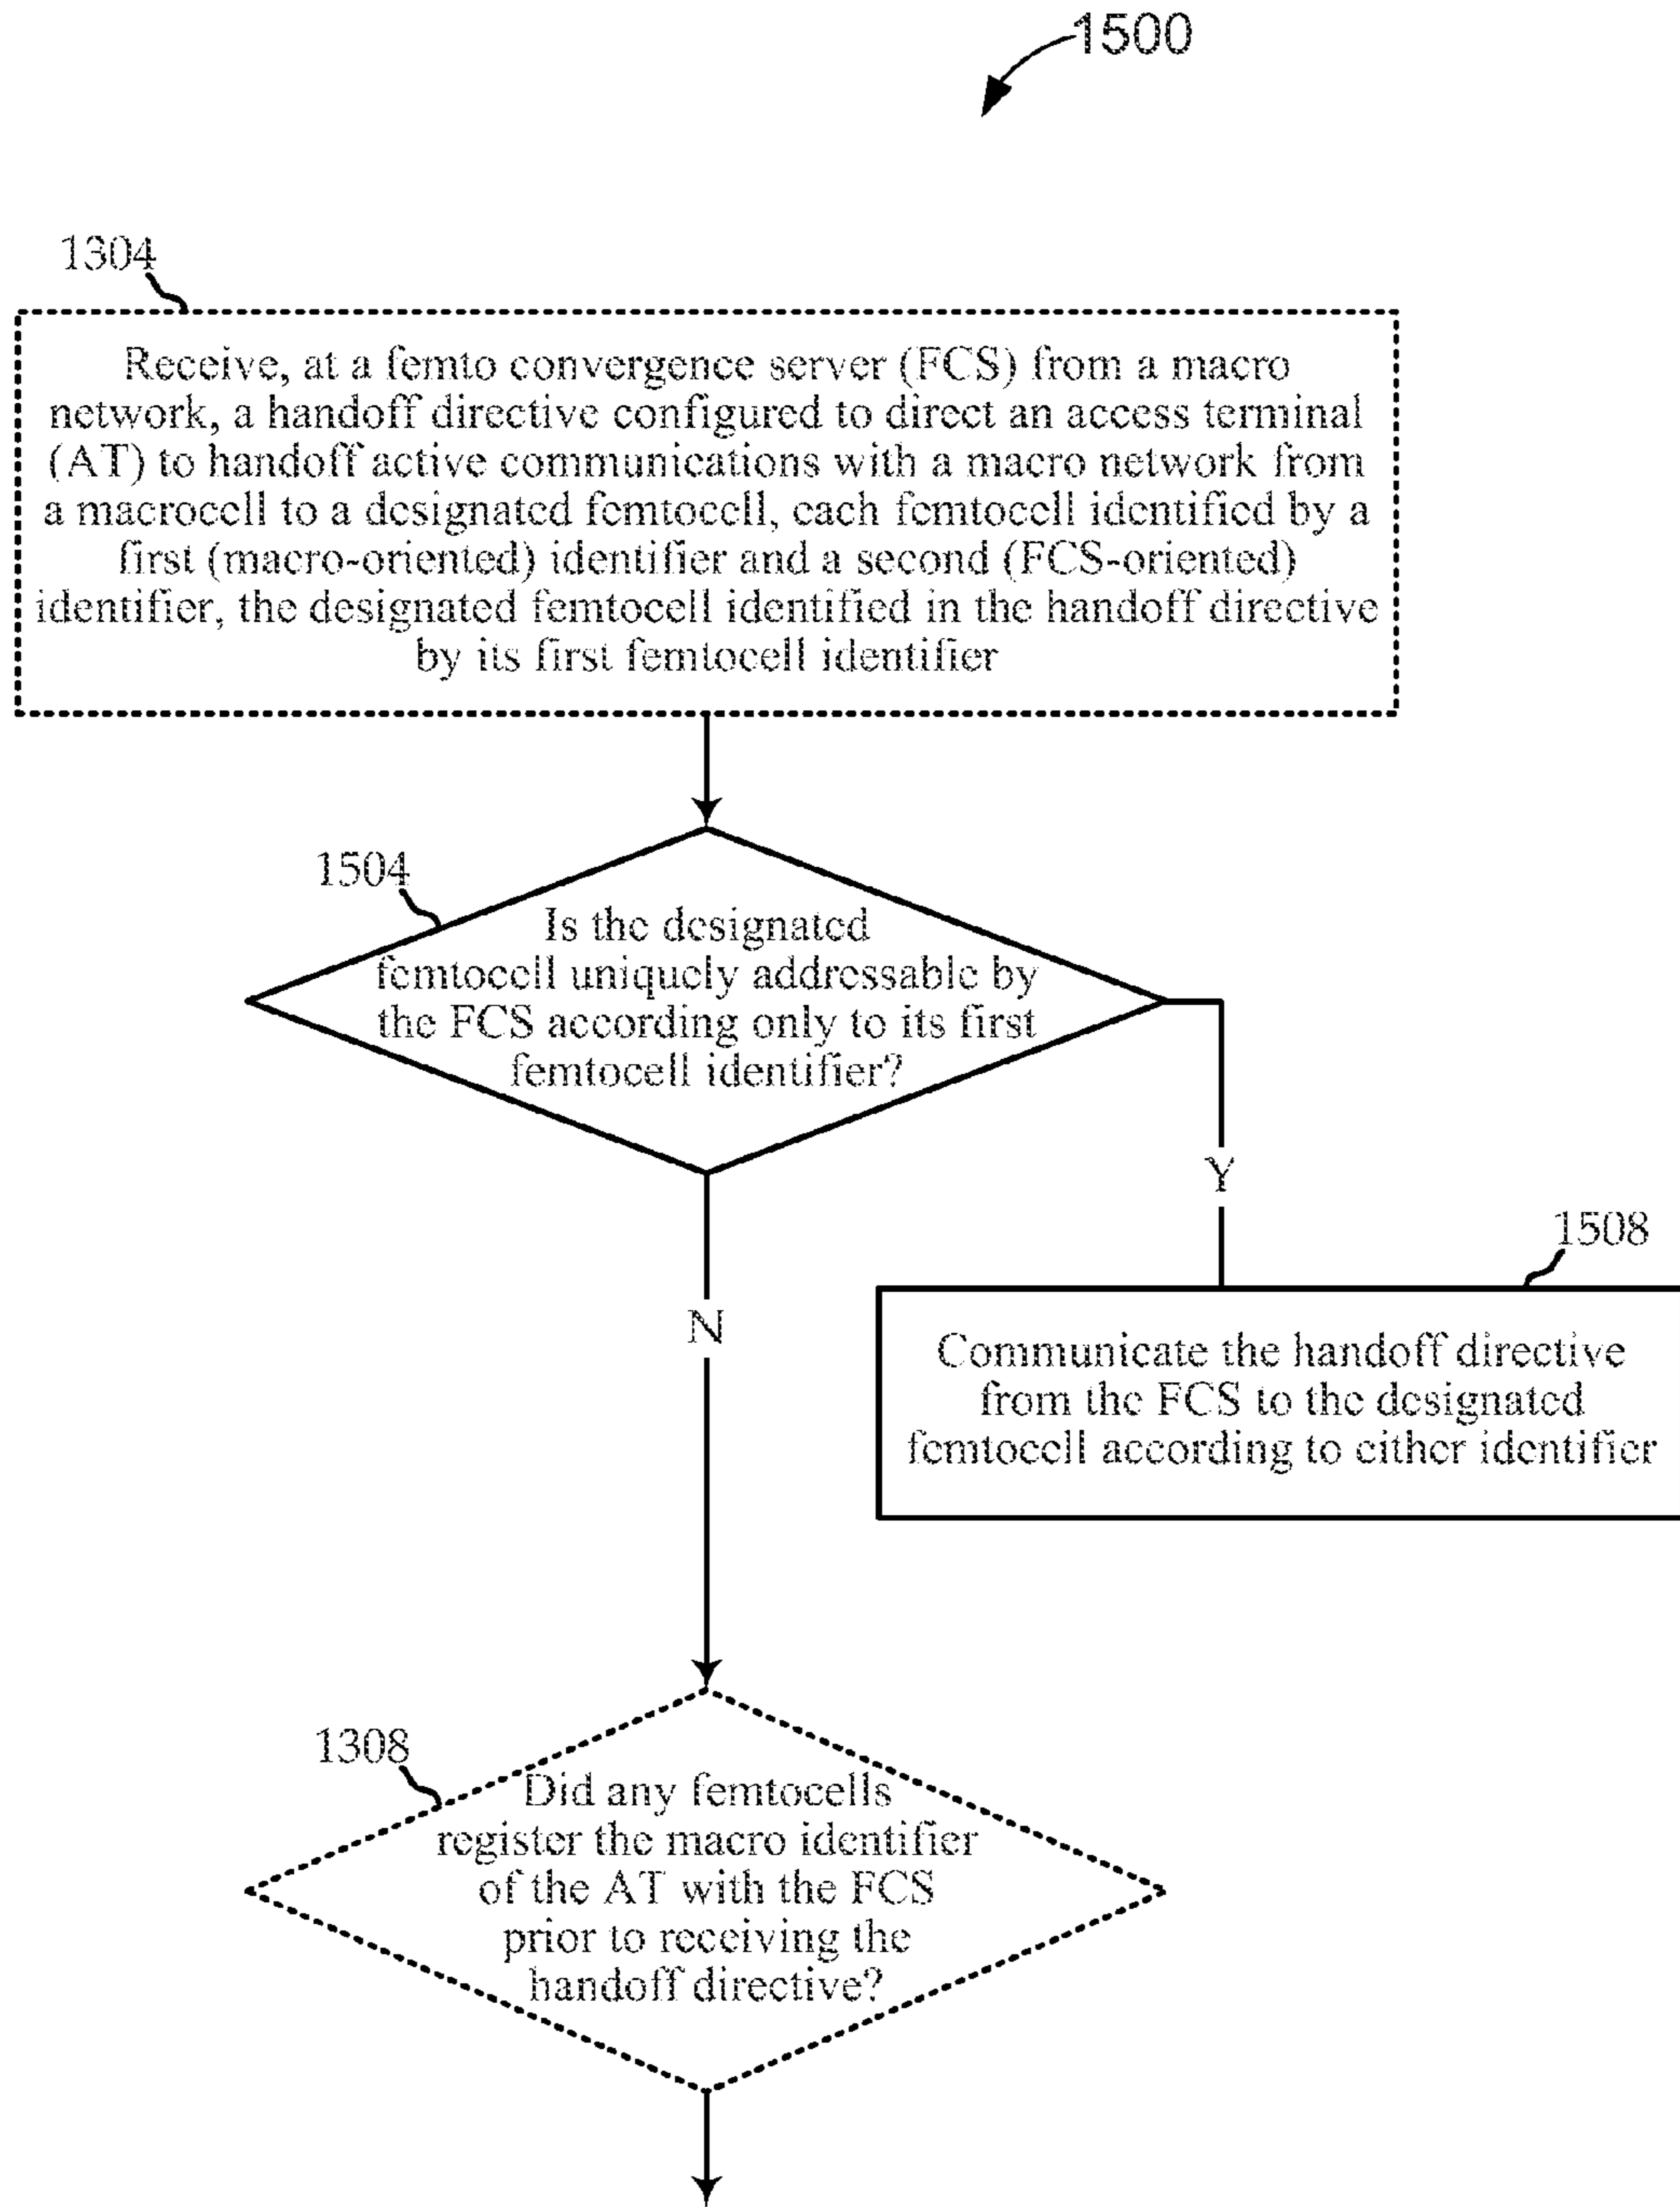 1500
1304
Receive, at a femto convergence server (FCS) from a macro
network, a handoff directive configured to direct an access terminal
(AT) to handoff active communications with a macro network from
a macrocell to a designated femtocell, each femtocell identified by a
first (macro-oriented) identifier and a second (FCS-oriented)
identifier, the designated femtocell identified in the handoff directive
by its first femtocell identifier
1504
Is the designated
femtocell uniquely addressable by
the FCS according only to its first
femtocell identifier?
Y
1508
N
Communicate the handoff directive
from the FCS to the designated
femtocell according to either identifier
1308
Did any femtocells
register the macro identifier
of the AT with the FCS
prior to receiving the
handoff directive?